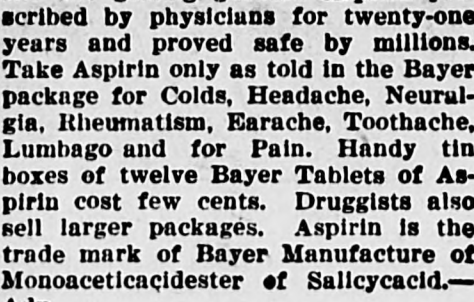 scribed by physicians for twenty-one
years and proved safe by millions.
Take Aspirin only as told in the Bayer
package for Colds, Headache, Neural-
gia, Rheumatism, Earache, Toothache,
Lumbago and for Pain. Handy tin
boxes of twelve Bayer Tablets of As-
pirin cost few cents. Druggists also
sell larger packages. Aspirin is the
trade mark of Bayer Manufacture of
Monoaceticacidester of Salicycacid.—